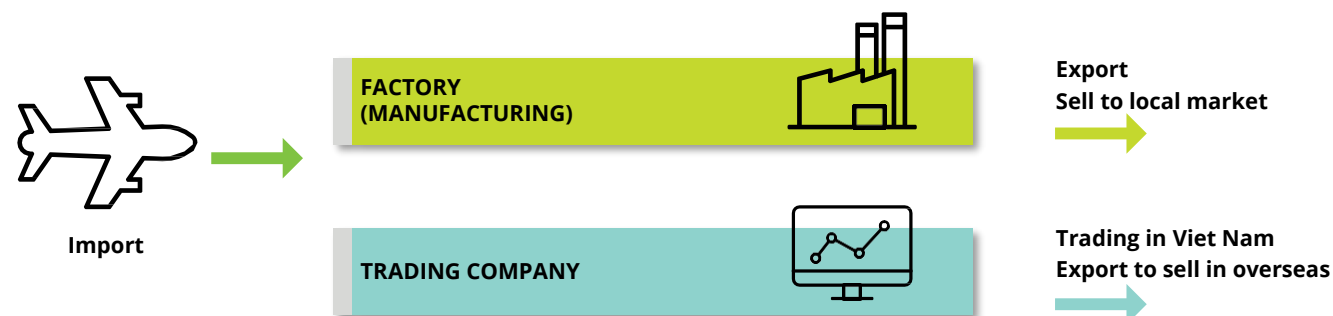 Import
FACTORY
(MANUFACTURING)
Export
Sell to local market
TRADING COMPANY
Trading in Viet Nam
Export to sell in overseas